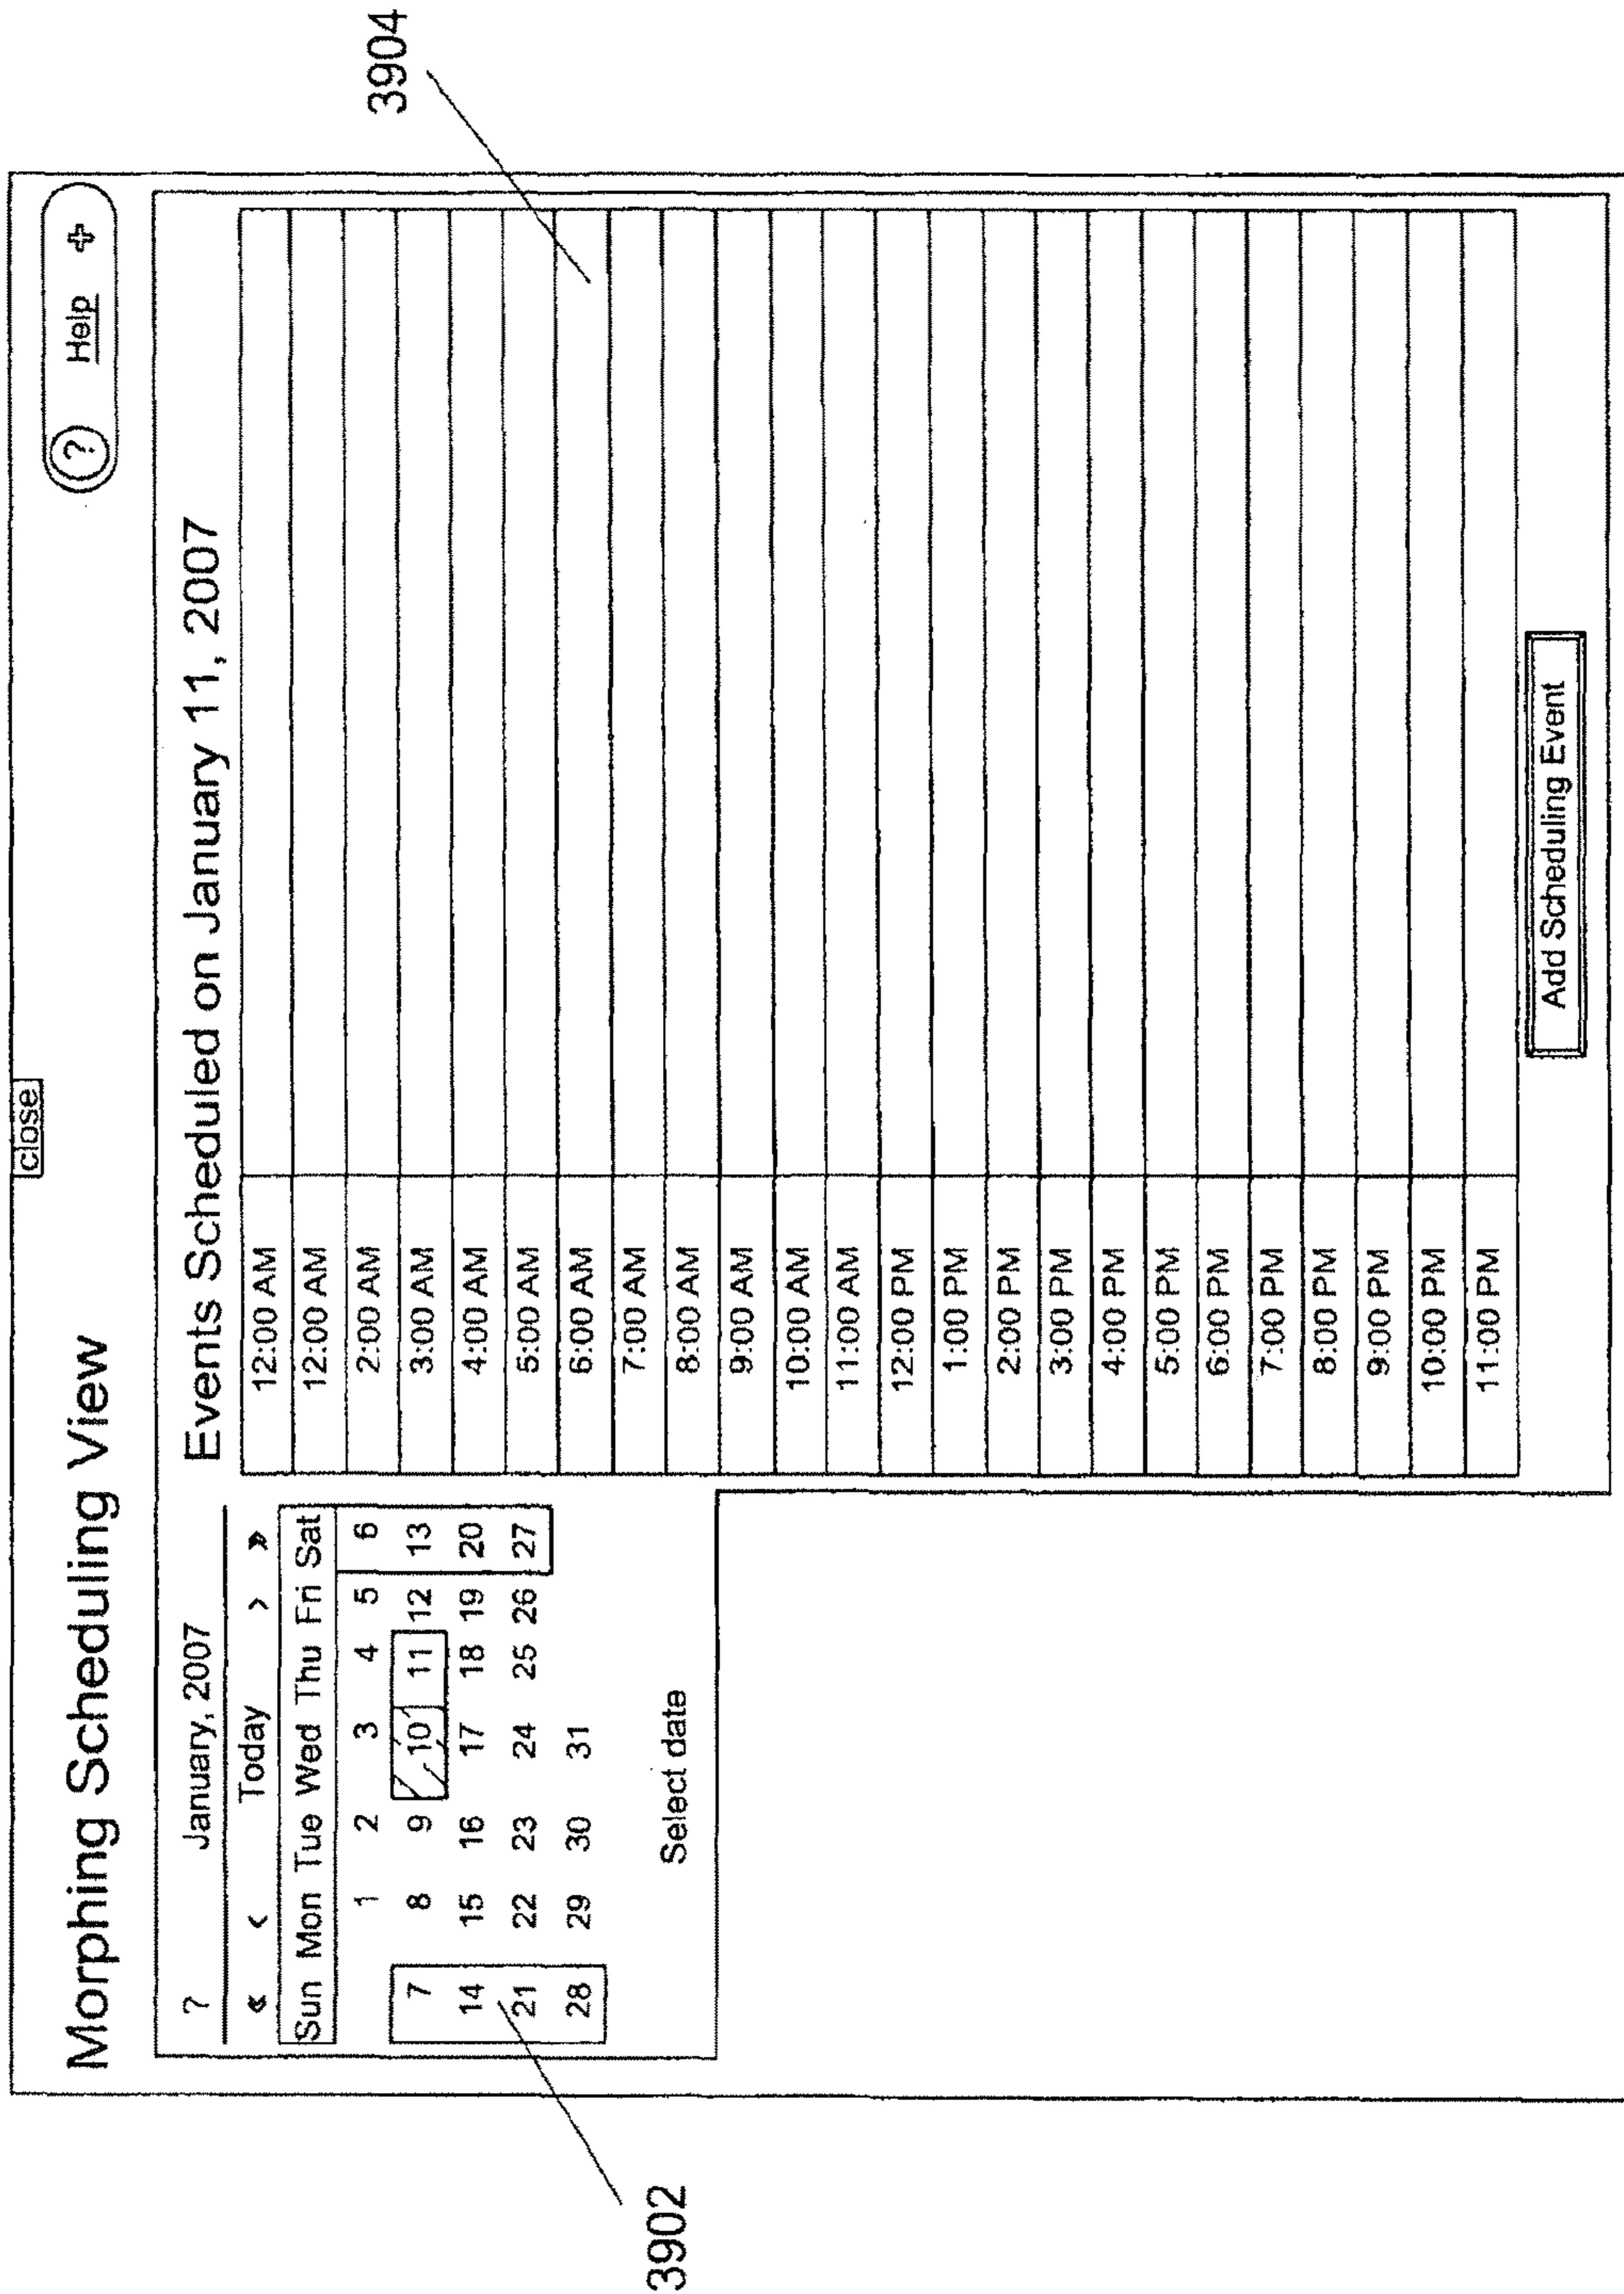 close
Morphing Scheduling View
? Help
? January, 2007
« < Today > »
Sun Mon Tue Wed Thu Fri Sat
1 2 3 4 5 6
7 8 9 10 11 12 13
14 15 16 17 18 19 20
21 22 23 24 25 26 27
28 29 30 31
Select date
Events Scheduled on January 11, 2007
12:00 AM
12:00 AM
2:00 AM
3:00 AM
4:00 AM
5:00 AM
6:00 AM
7:00 AM
8:00 AM
9:00 AM
10:00 AM
11:00 AM
12:00 PM
1:00 PM
2:00 PM
3:00 PM
4:00 PM
5:00 PM
6:00 PM
7:00 PM
8:00 PM
9:00 PM
10:00 PM
11:00 PM
Add Scheduling Event
3902
3904